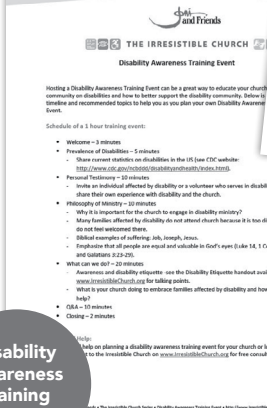 Joni
and Friends
THE IRRESISTIBLE CHURCH
Disability Awareness Training Event
Hosting a Disability Awareness Training Event can be a great way to educate your church
community on disabilities and how to better support the disability community. Below is
timeline and recommended topics to help you as you plan your own Disability Awarene
Event.
Schedule of a 1 hour training event:
• Welcome – 3 minutes
• Prevalence of Disabilities – 5 minutes
- Share current statistics on disabilities in the US (see CDC website:
http://www.cdc.gov/ncbddd/disabilityandhealth/index.html).
• Personal Testimony – 10 minutes
- Invite an individual affected by disability or a volunteer who serves in disabil
share their own experience with disability and the church.
• Philosophy of Ministry – 10 minutes
- Why it is important for the church to engage in disability ministry?
- Many families affected by disability do not attend church because it is too di
do not feel welcomed there.
- Biblical examples of suffering: Job, Joseph, Jesus.
- Emphasize that all people are equal and valuable in God's eyes (Luke 14, 1 Co
and Galatians 3:23-29).
• What can we do? – 20 minutes
- Awareness and disability etiquette -see the Disability Etiquette handout avai
www.irresistibleChurch.org for talking points.
- What is your church doing to embrace families affected by disability and how
help?
• Q&A – 10 minutes
• Closing – 2 minutes
Help:
help on planning a disability awareness training event for your church or
t to the Irresistible Church on www.irresistibleChurch.org for free consult
sability
areness
aining